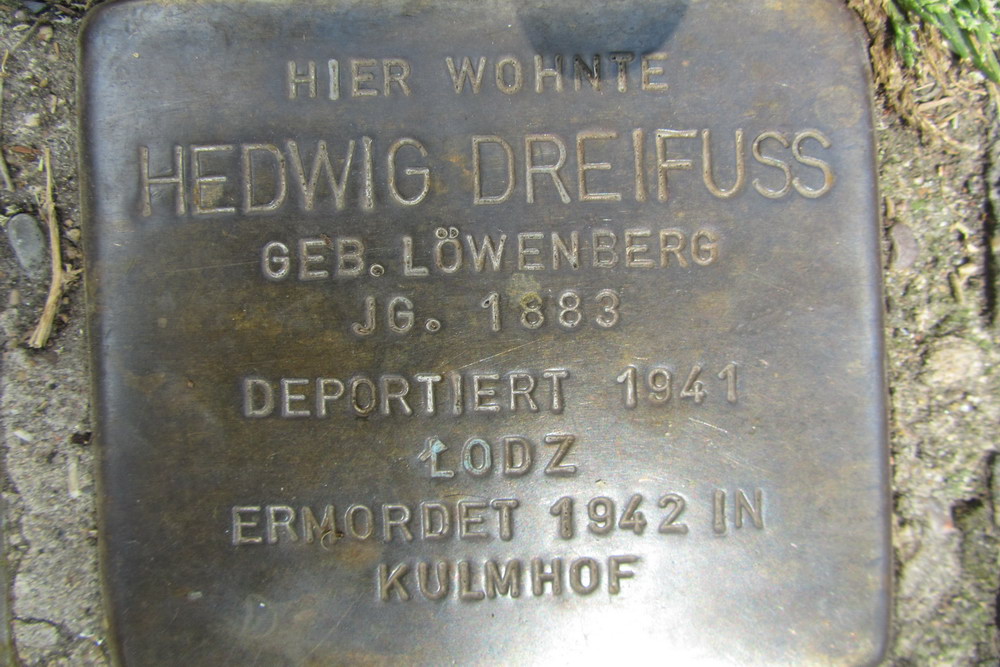 HIER WOHNTE
HEDWIG DREIFUSS
GEB. LÖWENBERG
JG. 1883
DEPORTIERT 1941
LODZ
ERMORDET 1942 IN
KULMHOF